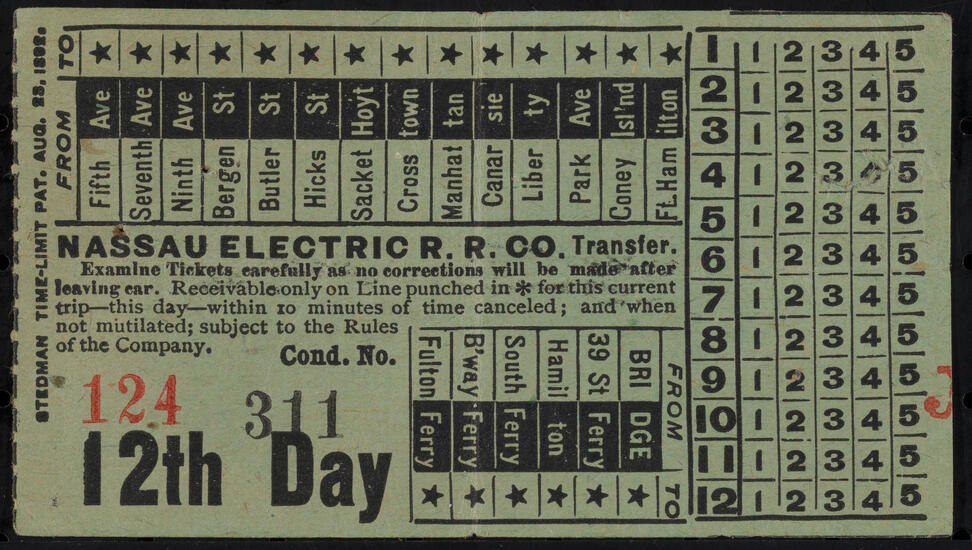 STEDMAN TIME-LIMIT PAT. AUG. 23, 1892.
FROM TO
Fifth Ave ★
Seventh Ave ★
Ninth Ave ★
Bergen St ★
Butler St ★
Hicks St ★
Sacket Hoyt ★
Cross town ★
Manhat tan ★
Canar sie ★
Liber ty ★
Park Ave ★
Coney Isl'nd ★
Ft. Ham ilton ★
NASSAU ELECTRIC R. R. CO. Transfer.
Examine Tickets carefully as no corrections will be made after
leaving car. Receivable only on Line punched in * for this current
trip—this day—within 10 minutes of time canceled; and when
not mutilated; subject to the Rules
of the Company.
Cond. No.
124
311
12th Day
Fulton Ferry ★
B'way Ferry ★
South Ferry ★
Hamil ton ★
39 St Ferry ★
BRI DGE ★
FROM TO
1 1 2 3 4 5
2 1 2 3 4 5
3 1 2 3 4 5
4 1 2 3 4 5
5 1 2 3 4 5
6 1 2 3 4 5
7 1 2 3 4 5
8 1 2 3 4 5
9 1 2 3 4 5
10 1 2 3 4 5
11 1 2 3 4 5
12 1 2 3 4 5